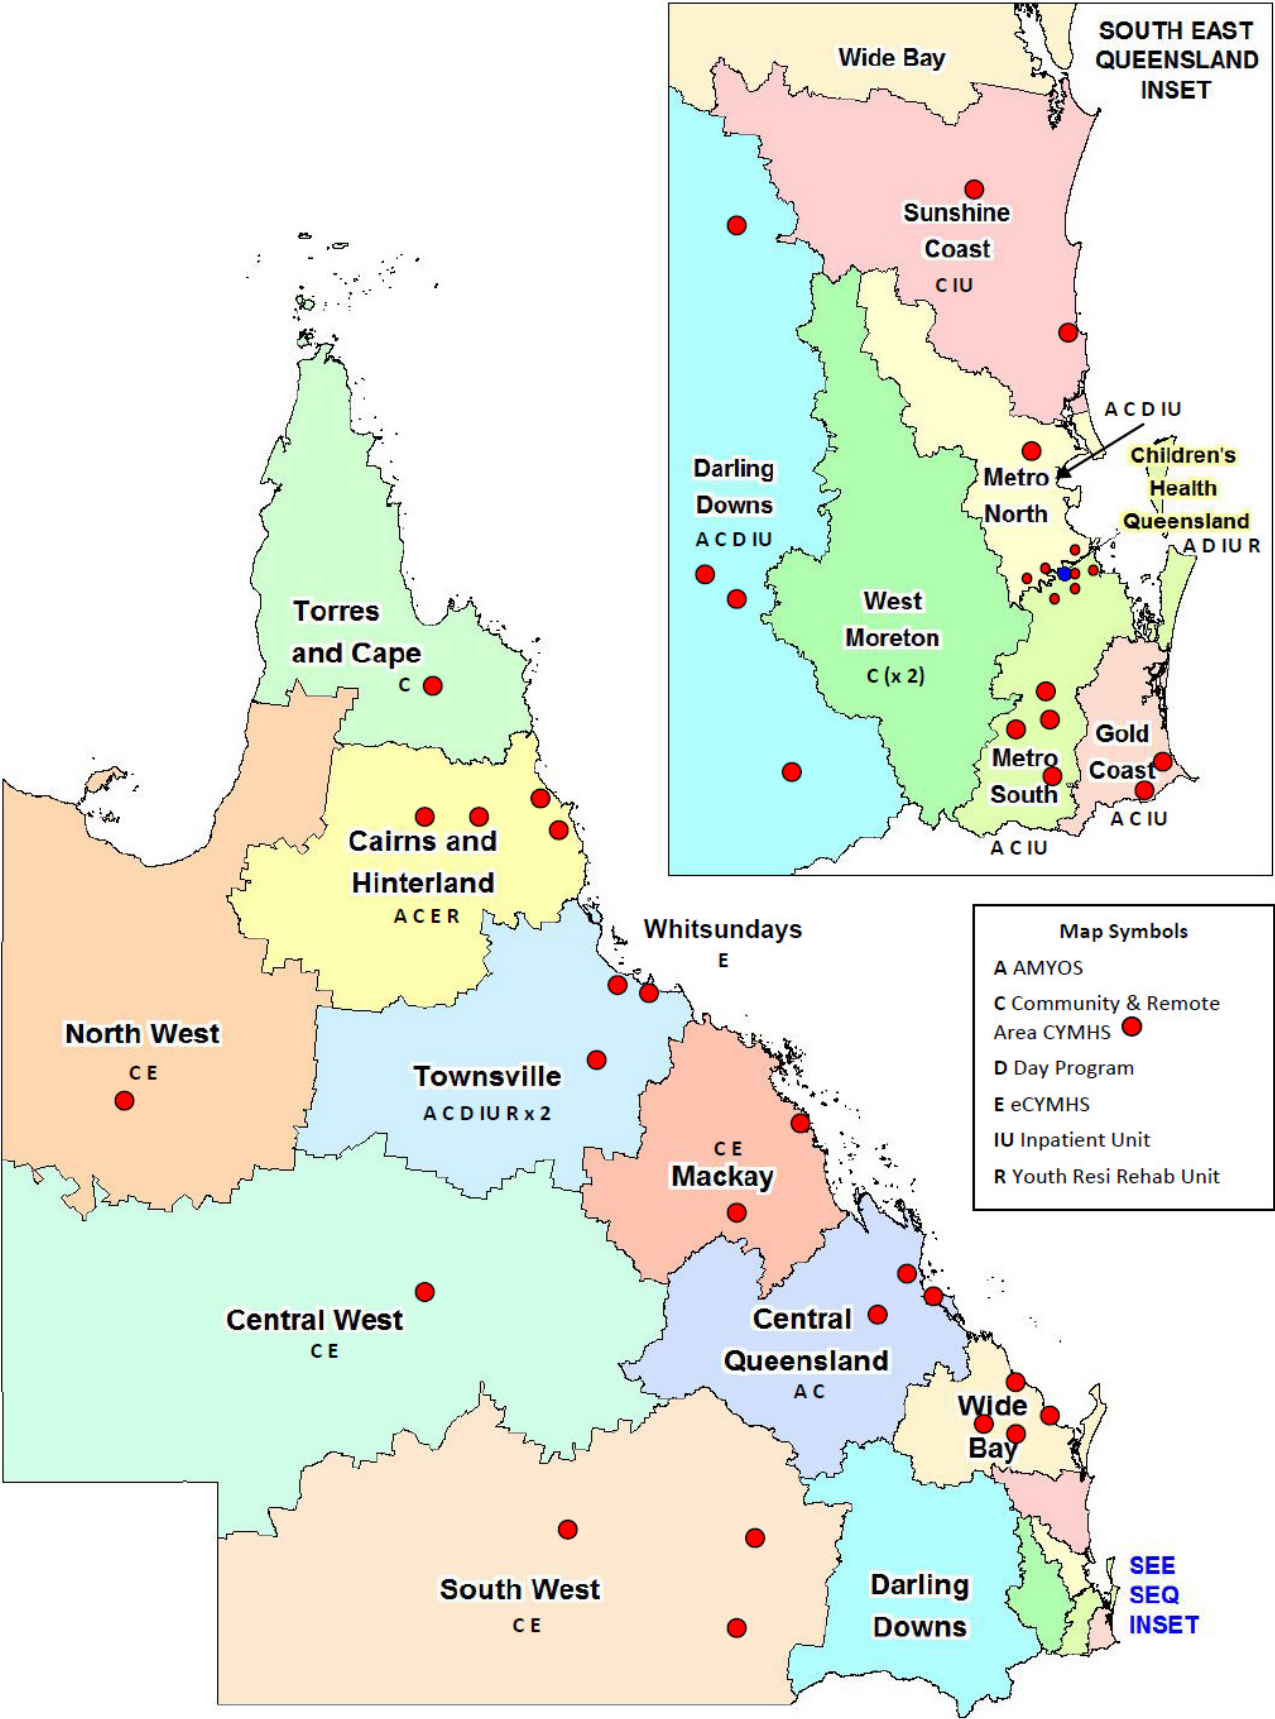 SOUTH EAST
QUEENSLAND
INSET
Wide Bay
Sunshine
Coast
C IU
A C D IU
Children's
Health
Queensland
A D IU R
Metro
North
Darling
Downs
A C D IU
West
Moreton
C (x 2)
Gold
Coast
A C IU
Metro
South
A C IU
Torres
and Cape
C
Cairns and
Hinterland
A C E R
Whitsundays
E
North West
C E
Townsville
A C D IU R x 2
C E
Mackay
Central West
C E
Central
Queensland
A C
Wide
Bay
South West
C E
Darling
Downs
SEE
SEQ
INSET
Map Symbols
A AMYOS
C Community & Remote
Area CYMHS
D Day Program
E eCYMHS
IU Inpatient Unit
R Youth Resi Rehab Unit